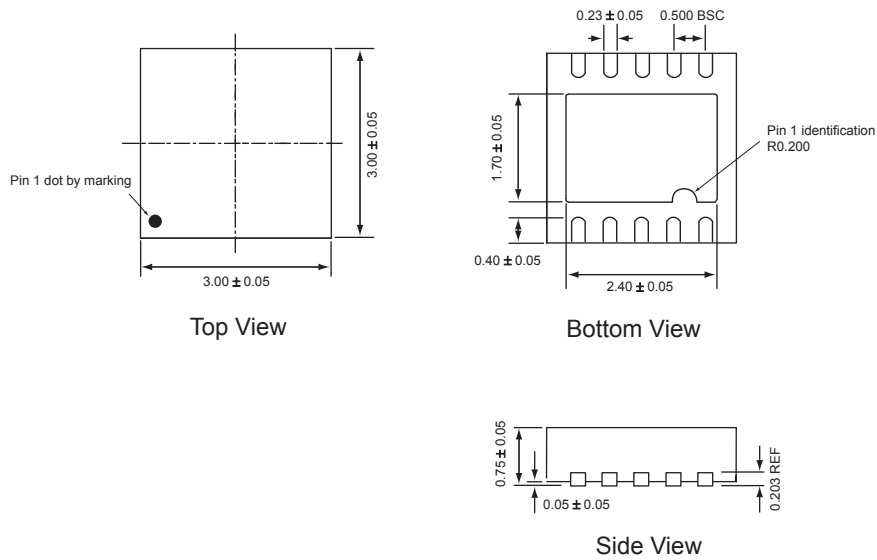 0.23 ± 0.05
0.500 BSC
3.00 ± 0.05
Pin 1 dot by marking
3.00 ± 0.05
Top View
1.70 ± 0.05
Pin 1 identification
R0.200
0.40 ± 0.05
2.40 ± 0.05
Bottom View
0.75 ± 0.05
0.05 ± 0.05
0.203 REF
Side View